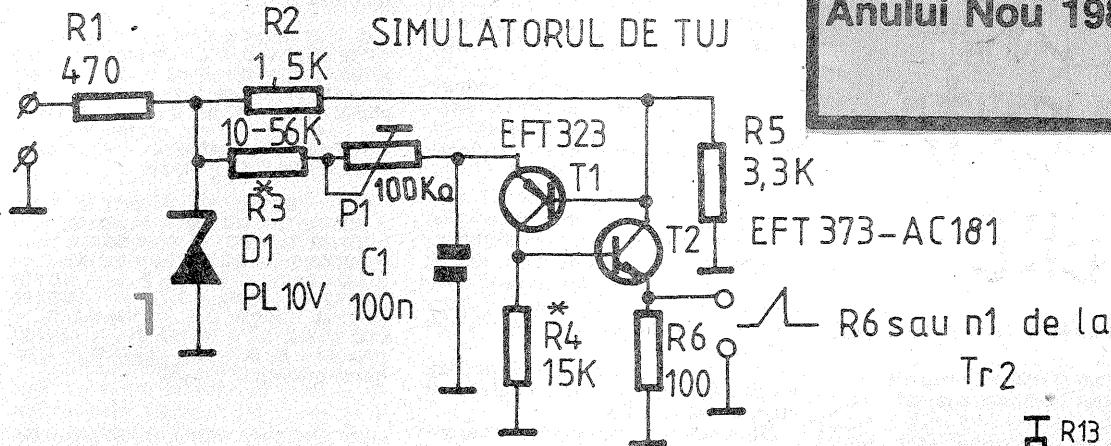 Anului Nou 19
SIMULATORUL DE TUJ
R1
470
R2
1,5K
10-56K
*
R3
P1
100Ka
D1
PL10V
C1
100n
EFT323
T1
T2
R5
3,3K
EFT373-AC181
*
R4
15K
R6
100
R6 sau n1 de la
Tr2
R13